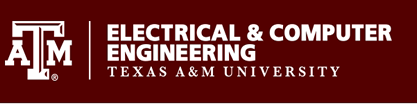 ATM®
ELECTRICAL & COMPUTER
ENGINEERING
TEXAS A&M UNIVERSITY